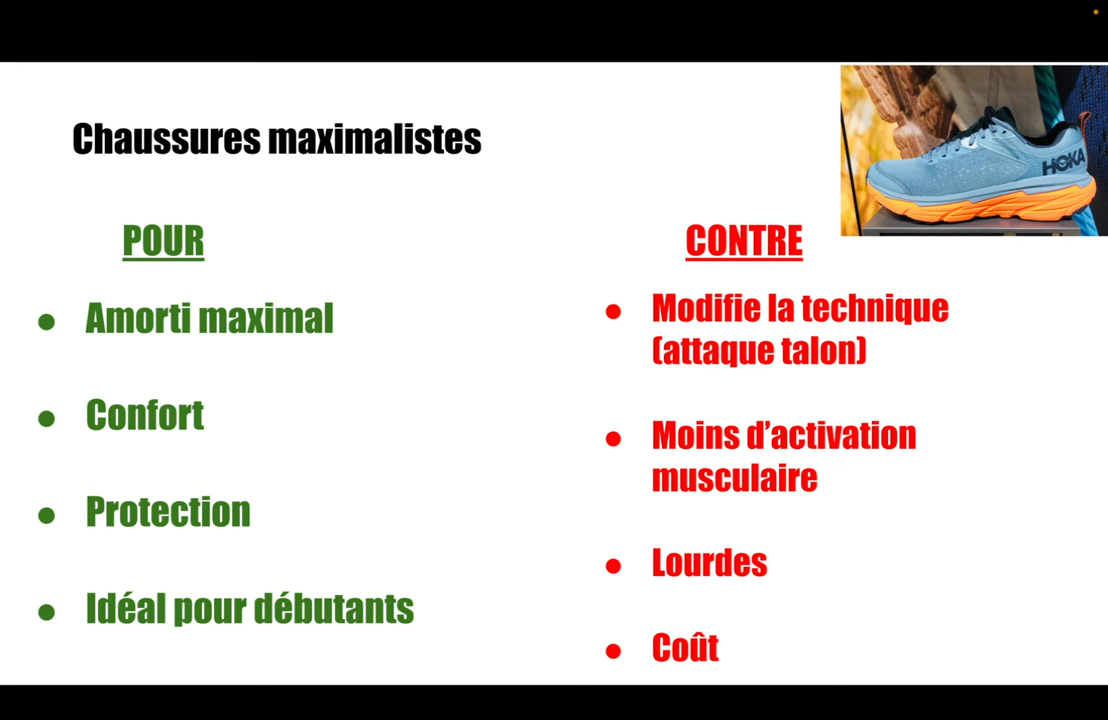 Chaussures maximalistes
HOKA
POUR
Amorti maximal
Confort
Protection
Idéal pour débutants
CONTRE
Modifie la technique
(attaque talon)
Moins d’activation
musculaire
Lourdes
Coût